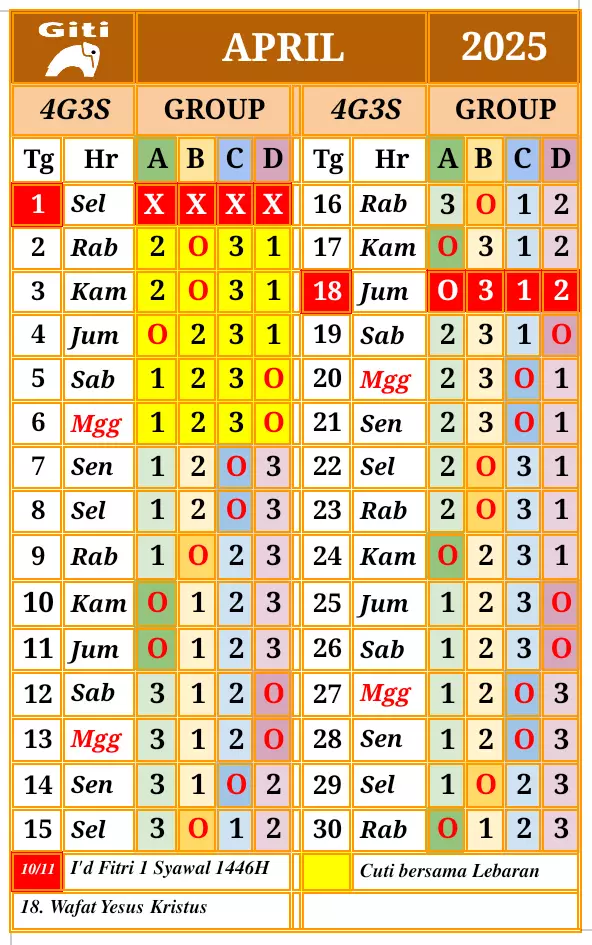 Giti APRIL 2025
4G3S GROUP 4G3S GROUP
Tg Hr A B C D Tg Hr A B C D
1 Sel X X X X 16 Rab 3 O 1 2
2 Rab 2 O 3 1 17 Kam O 3 1 2
3 Kam 2 O 3 1 18 Jum O 3 1 2
4 Jum O 2 3 1 19 Sab 2 3 1 O
5 Sab 1 2 3 O 20 Mgg 2 3 O 1
6 Mgg 1 2 3 O 21 Sen 2 3 O 1
7 Sen 1 2 O 3 22 Sel 2 O 3 1
8 Sel 1 2 O 3 23 Rab 2 O 3 1
9 Rab 1 O 2 3 24 Kam O 2 3 1
10 Kam O 1 2 3 25 Jum 1 2 3 O
11 Jum O 1 2 3 26 Sab 1 2 3 O
12 Sab 3 1 2 O 27 Mgg 1 2 O 3
13 Mgg 3 1 2 O 28 Sen 1 2 O 3
14 Sen 3 1 O 2 29 Sel 1 O 2 3
15 Sel 3 O 1 2 30 Rab O 1 2 3
10/11 I'd Fitri 1 Syawal 1446H Cuti bersama Lebaran
18. Wafat Yesus Kristus